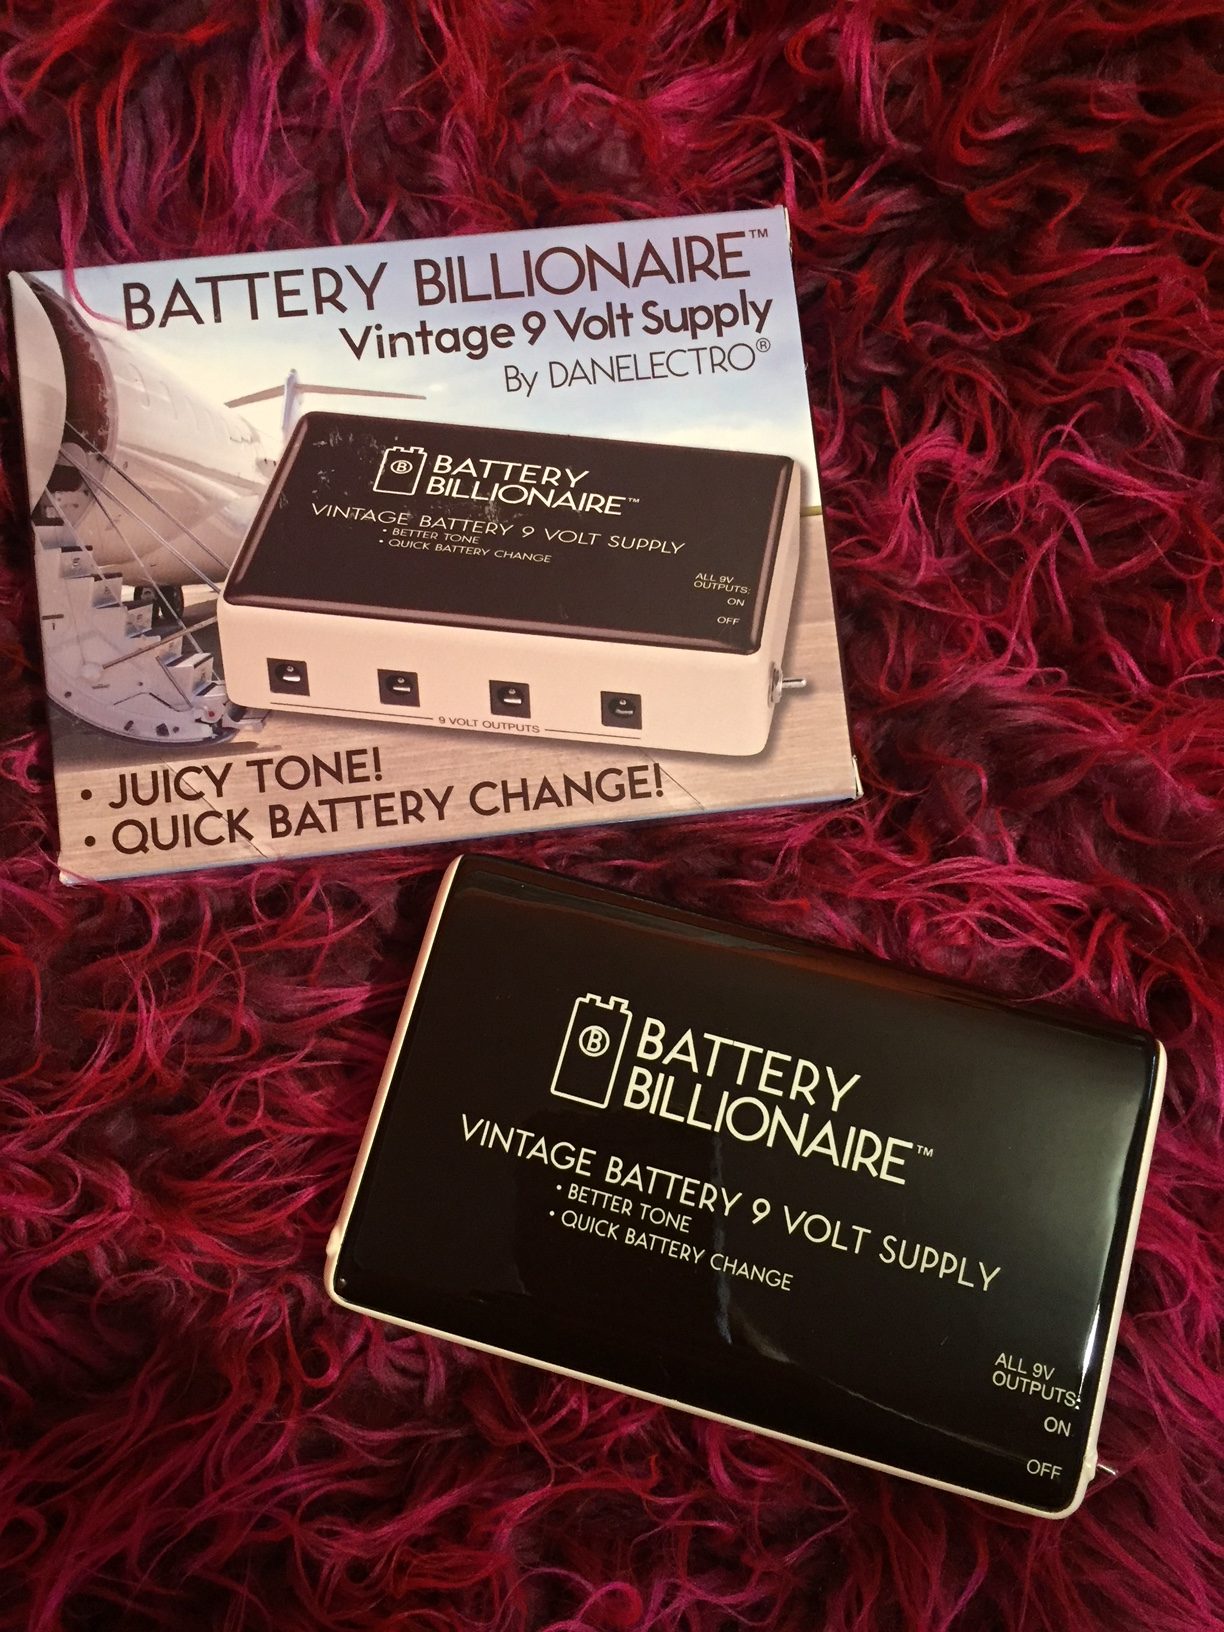 BATTERY BILLIONAIRE™
Vintage 9 Volt Supply
By DANELECTRO®
B
BATTERY
BILLIONAIRE™
VINTAGE BATTERY 9 VOLT SUPPLY
• BETTER TONE
• QUICK BATTERY CHANGE
ALL 9V
OUTPUTS:
ON
OFF
9 VOLT OUTPUTS
• JUICY TONE!
• QUICK BATTERY CHANGE!
B
BATTERY
BILLIONAIRE™
VINTAGE BATTERY 9 VOLT SUPPLY
• BETTER TONE
• QUICK BATTERY CHANGE
ALL 9V
OUTPUTS:
ON
OFF